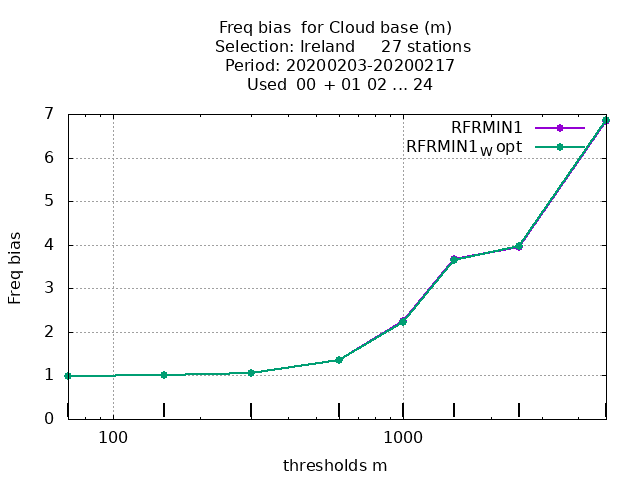 Freq bias  for Cloud base (m)
Selection: Ireland     27 stations
Period: 20200203-20200217
Used  00 + 01 02 ... 24
7
6
5
4
3
2
1
0
Freq bias
RFRMIN1
RFRMIN1W opt
100
1000
thresholds m